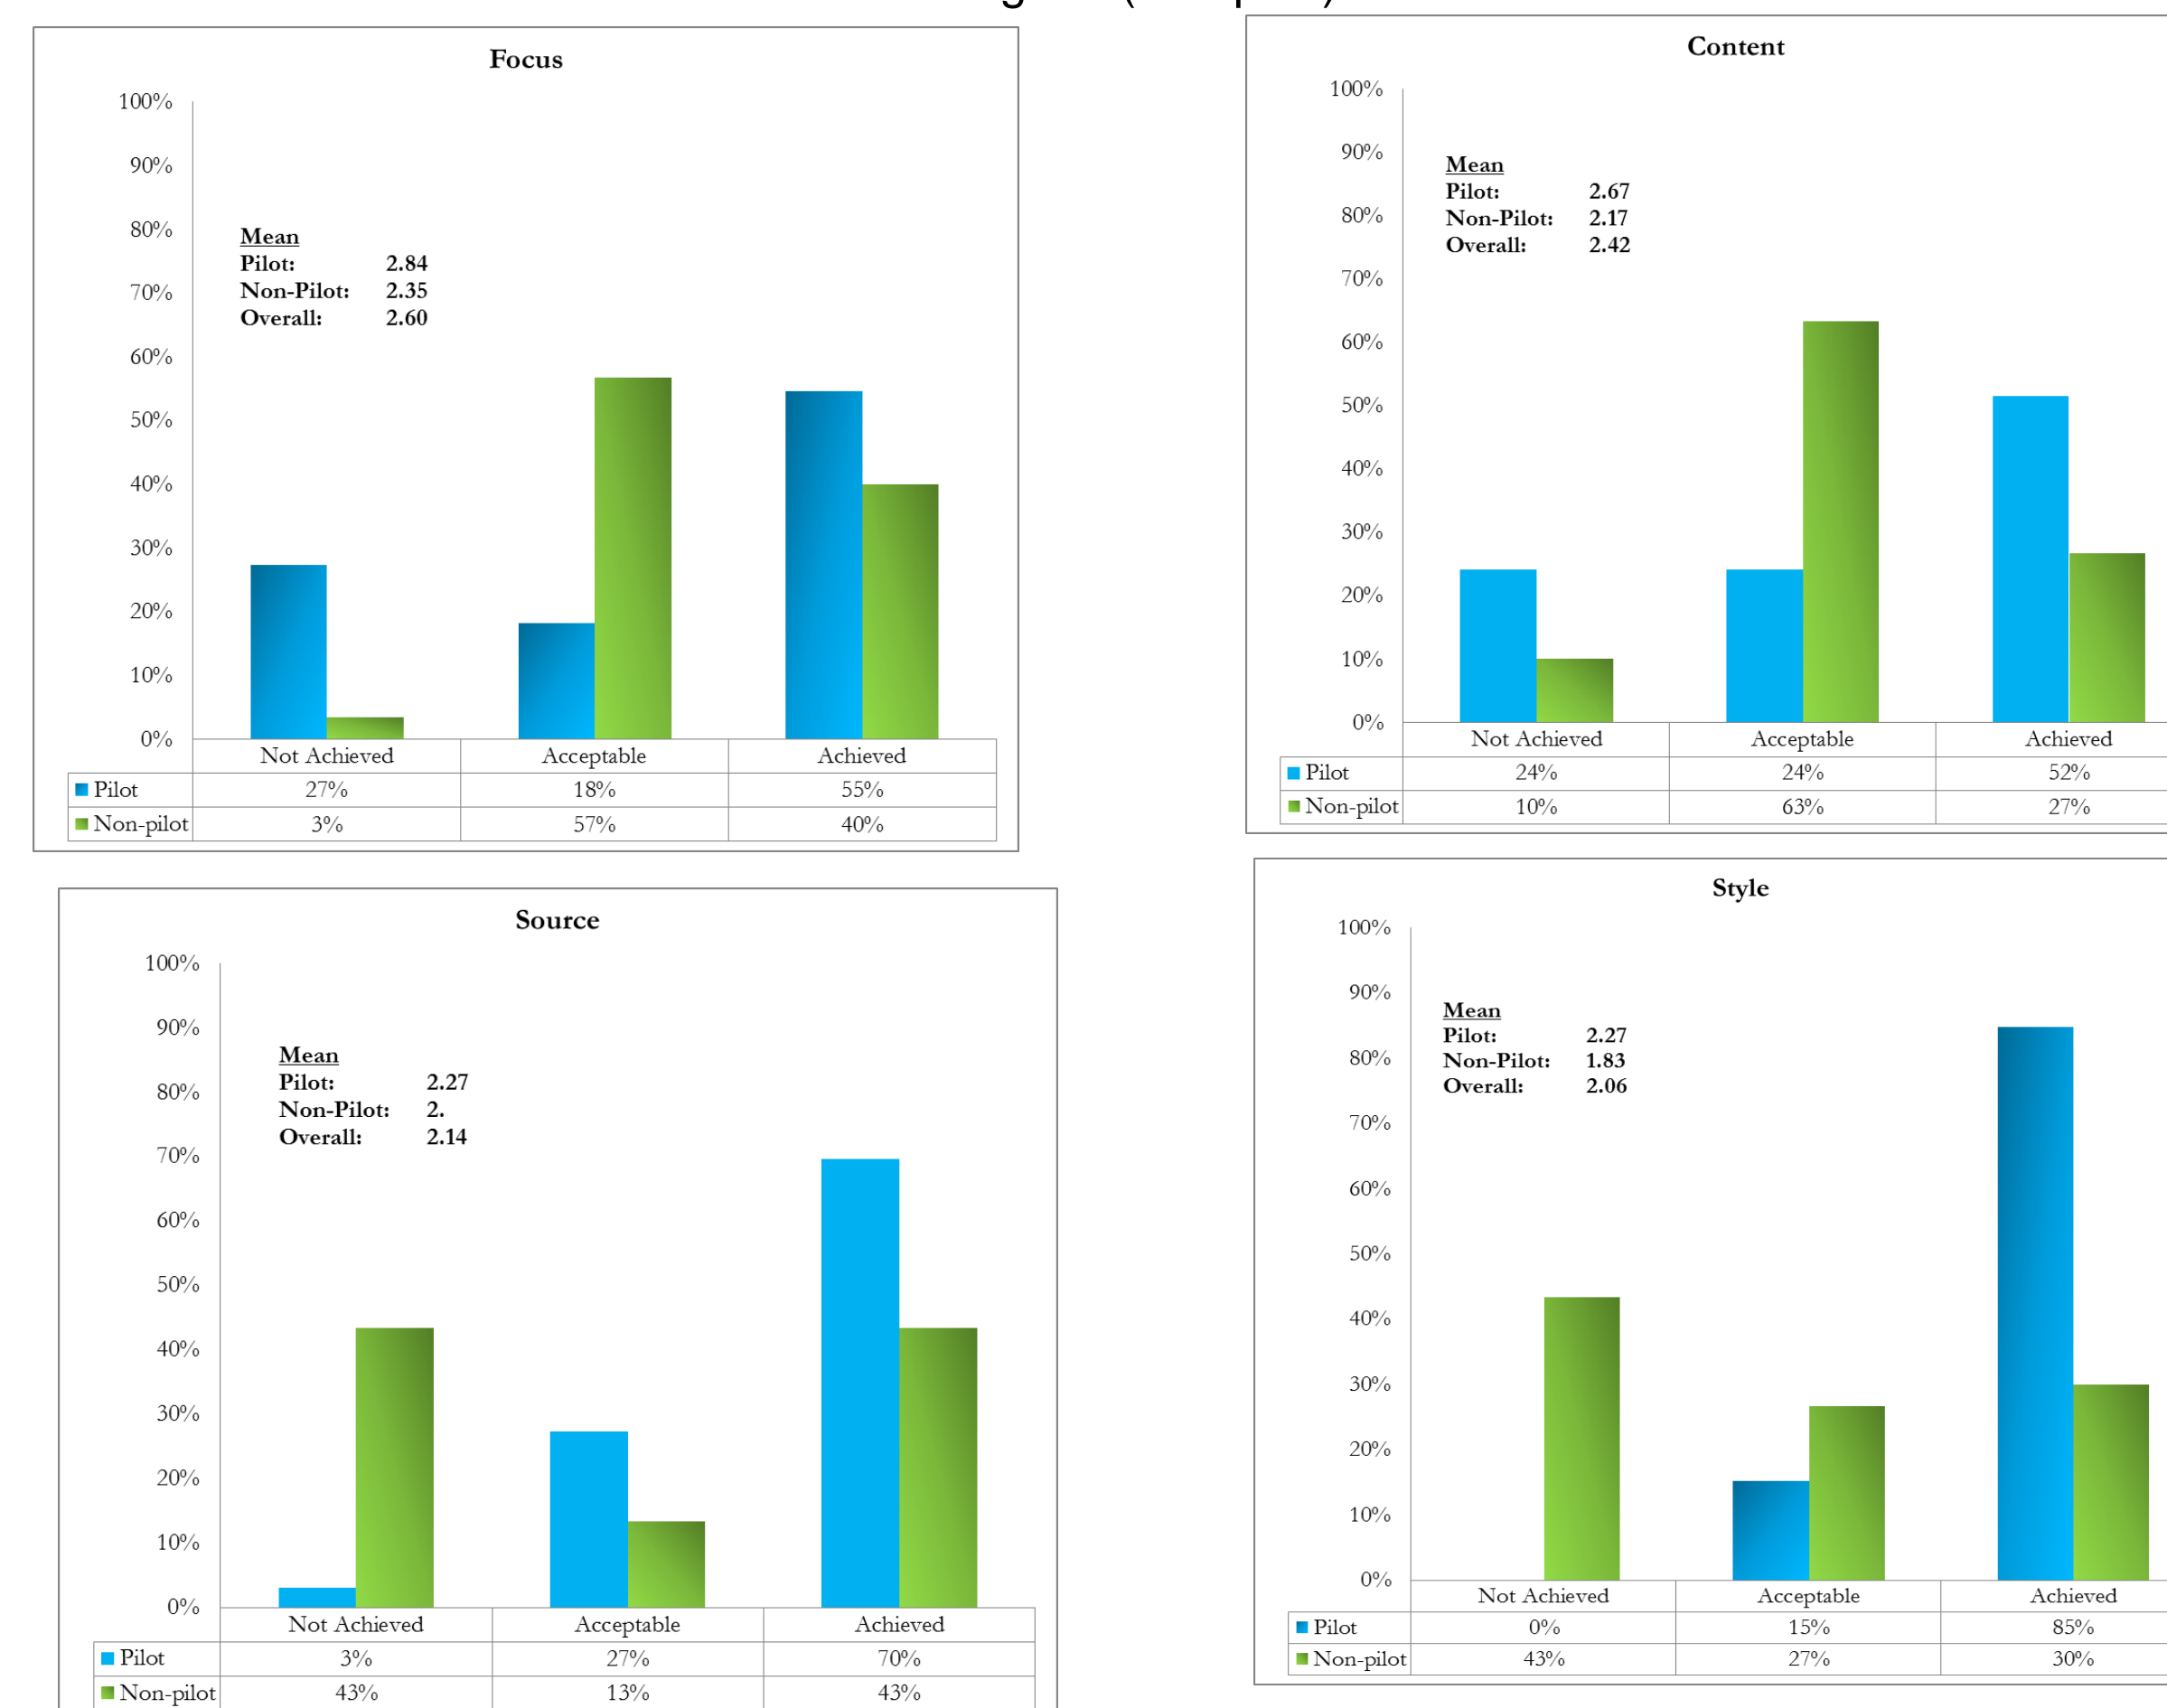 Focus
100%
90%
80%
70%
60%
50%
40%
30%
20%
10%
0%
Mean
Pilot: 2.84
Non-Pilot: 2.35
Overall: 2.60
Not Achieved Acceptable Achieved
Pilot 27% 18% 55%
Non-pilot 3% 57% 40%
Content
100%
90%
80%
70%
60%
50%
40%
30%
20%
10%
0%
Mean
Pilot: 2.67
Non-Pilot: 2.17
Overall: 2.42
Not Achieved Acceptable Achieved
Pilot 24% 24% 52%
Non-pilot 10% 63% 27%
Source
100%
90%
80%
70%
60%
50%
40%
30%
20%
10%
0%
Mean
Pilot: 2.27
Non-Pilot: 2.
Overall: 2.14
Not Achieved Acceptable Achieved
Pilot 3% 27% 70%
Non-pilot 43% 13% 43%
Style
100%
90%
80%
70%
60%
50%
40%
30%
20%
10%
0%
Mean
Pilot: 2.27
Non-Pilot: 1.83
Overall: 2.06
Not Achieved Acceptable Achieved
Pilot 0% 15% 85%
Non-pilot 43% 27% 30%